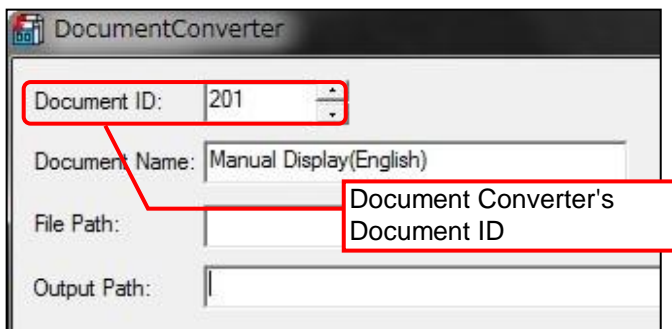 DocumentConverter
Document ID: 201
Document Name: Manual Display(English)
Document Converter's
Document ID
File Path:
Output Path: